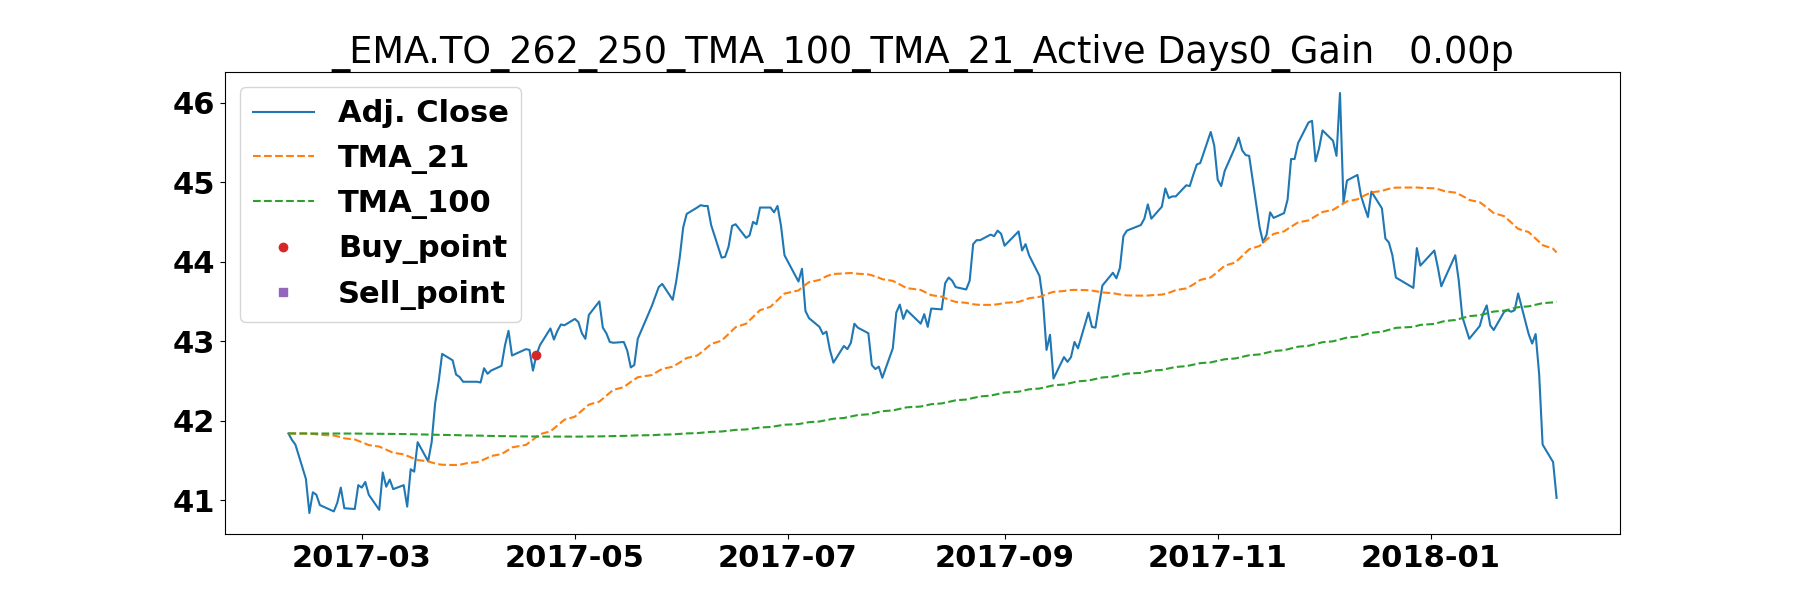 _EMA.TO_262_250_TMA_100_TMA_21_Active Days0_Gain   0.00p
46
45
44
43
42
41
Adj. Close
TMA_21
TMA_100
Buy_point
Sell_point
2017-03 2017-05 2017-07 2017-09 2017-11 2018-01